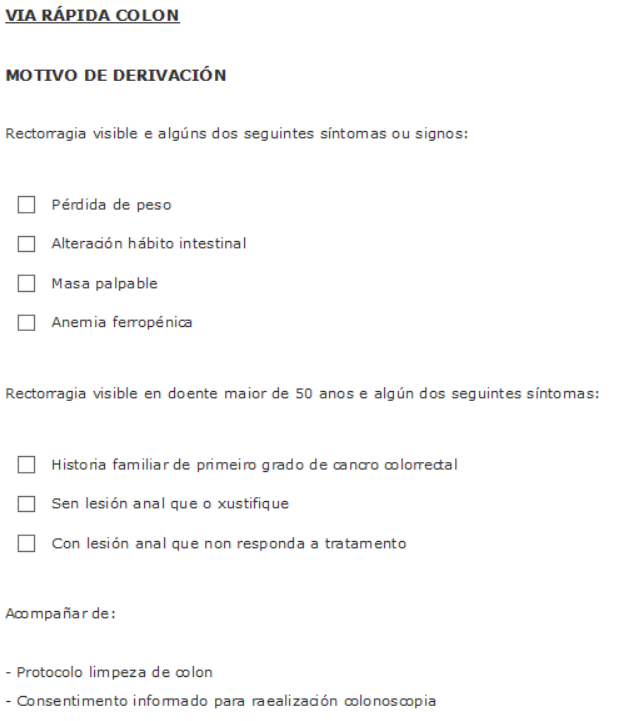 VIA RÁPIDA COLON
MOTIVO DE DERIVACIÓN
Rectorragia visible e algúns dos seguintes síntomas ou signos:
Pérdida de peso
Alteración hábito intestinal
Masa palpable
Anemia ferropénica
Rectorragia visible en doente maior de 50 anos e algún dos seguintes síntomas:
Historia familiar de primeiro grado de cancro colorrectal
Sen lesión anal que o xustifique
Con lesión anal que non responda a tratamento
Acompañar de:
- Protocolo limpeza de colon
- Consentimento informado para raealización colonoscopia